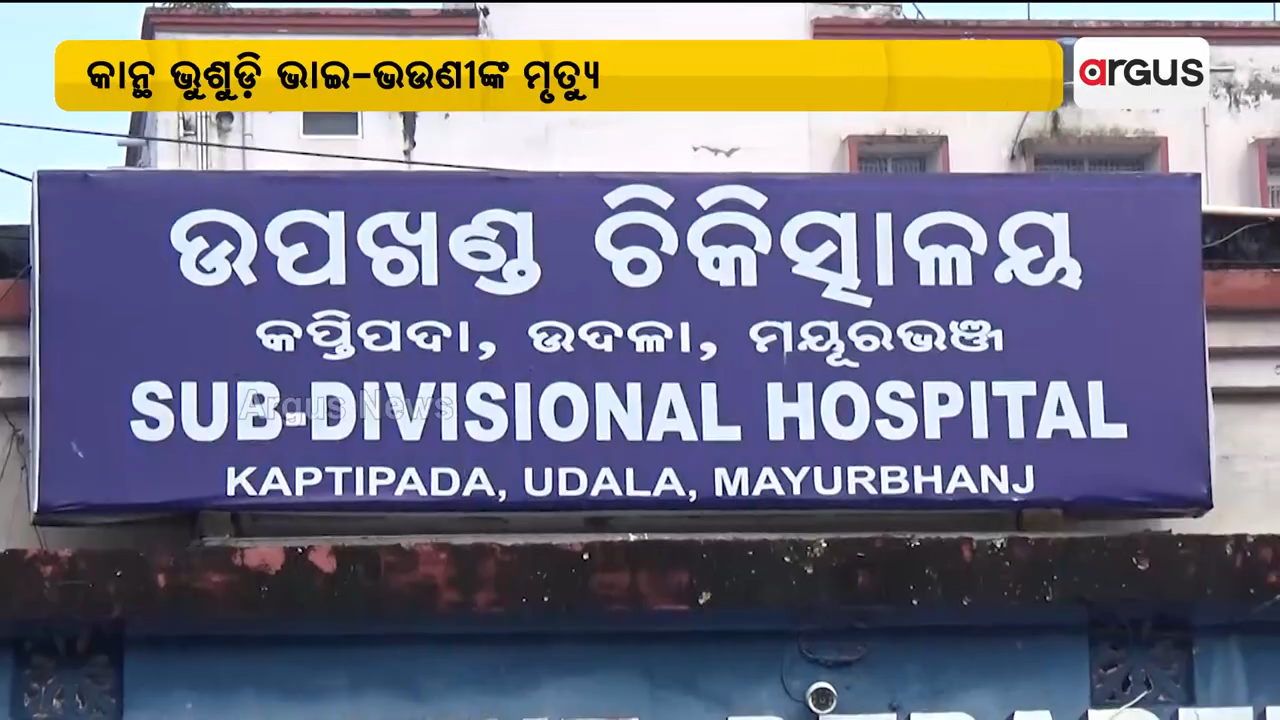 କାନ୍ଥ ଭୁଶୁଡ଼ି ଭାଇ-ଭଉଣୀଙ୍କ ମୃତ୍ୟୁ
argus
ଉପଖଣ୍ଡ ଚିକିତ୍ସାଳୟ
କପ୍ତିପଦା, ଉଦଳା, ମୟୂରଭଞ୍ଜ
SUB-DIVISIONAL HOSPITAL
Argus News
KAPTIPADA, UDALA, MAYURBHANJ